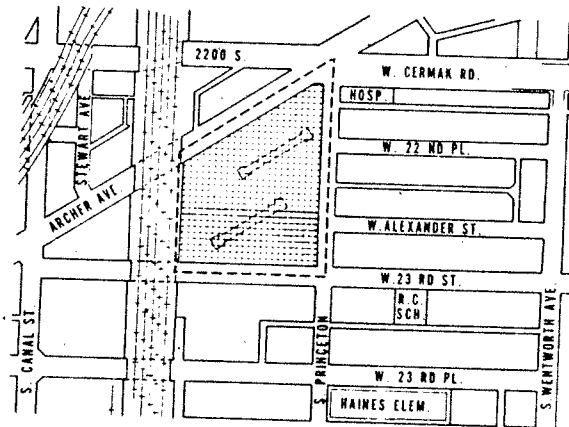 2200 S.
W. CERMAK RD.
HOSP.
STEWART AVE
W. 22 ND PL.
ARCHER AVE
W. ALEXANDER ST.
W. 23 RD ST.
R.C.
SCH.
S. CANAL ST
S. PRINCETON
S. WENTWORTH AVE.
W. 23 RD PL.
HAINES ELEM.